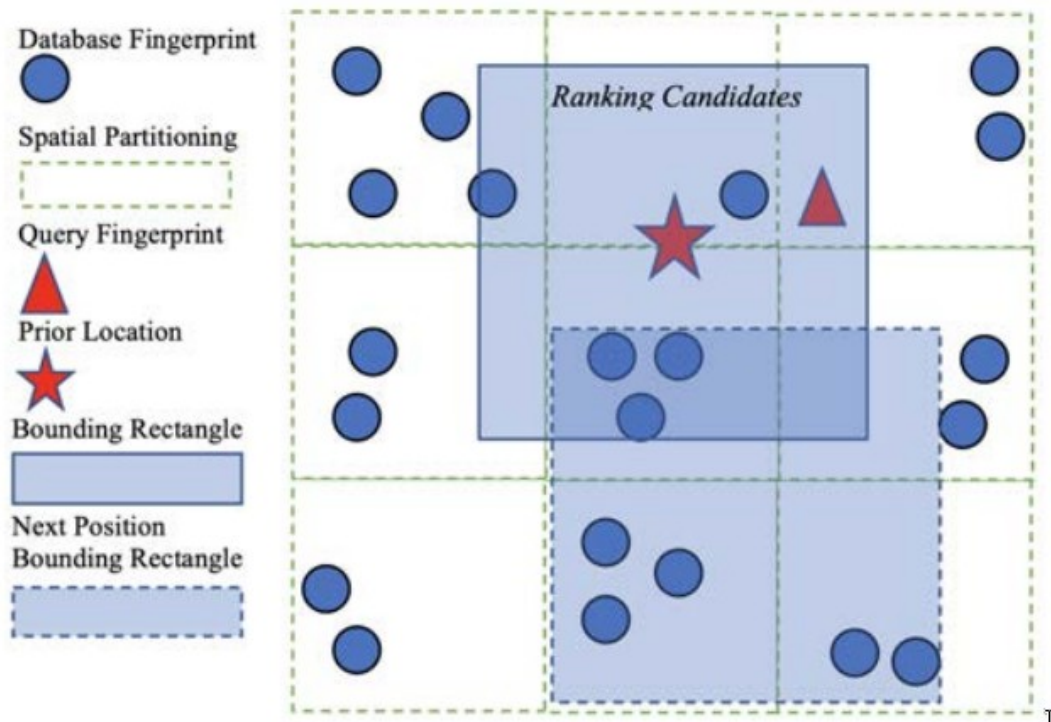 Database Fingerprint
Spatial Partitioning
Query Fingerprint
Prior Location
Bounding Rectangle
Next Position
Bounding Rectangle
Ranking Candidates